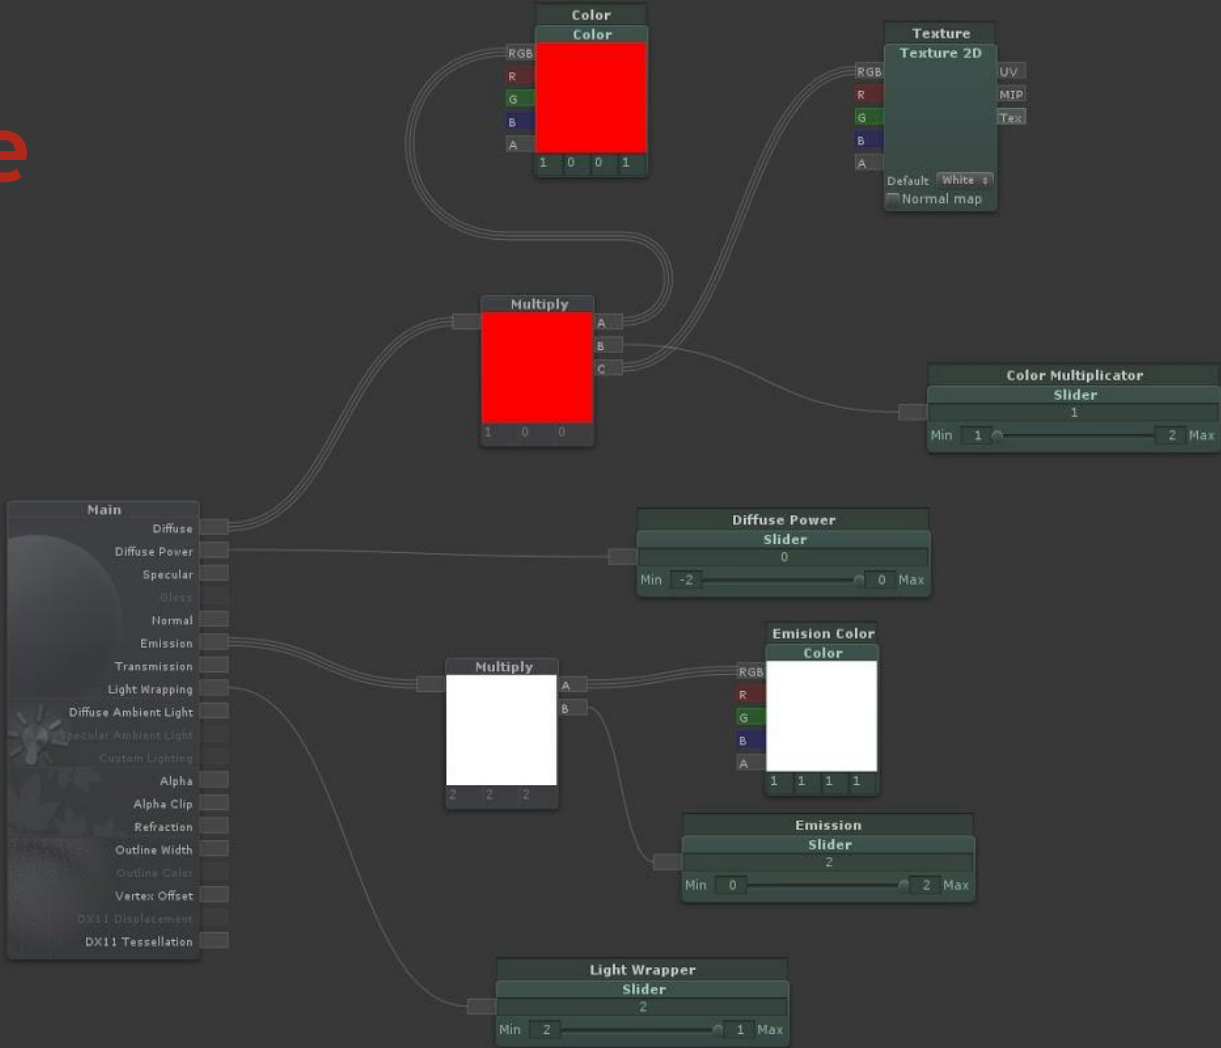 e
Color
Color
RGB
R
G
B
A
1 0 0 1
Texture
Texture 2D
RGB
R
G
B
A
UV
MIP
Tex
Default White
Normal map
Multiply
A
B
C
1 0 0
Color Multiplicator
Slider
1
Min 1 2 Max
Main
Diffuse
Diffuse Power
Specular
Gloss
Normal
Emission
Transmission
Light Wrapping
Diffuse Ambient Light
Specular Ambient Light
Custom Lighting
Alpha
Alpha Clip
Refraction
Outline Width
Outline Color
Vertex Offset
DX11 Displacement
DX11 Tessellation
Diffuse Power
Slider
0
Min -2 0 Max
Multiply
A
B
2 2 2
Emision Color
Color
RGB
R
G
B
A
1 1 1 1
Emission
Slider
2
Min 0 2 Max
Light Wrapper
Slider
2
Min 2 1 Max